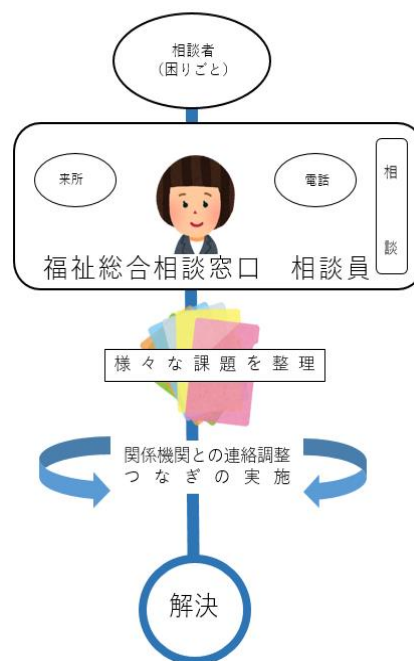 相談者
（困りごと）
来所
電話
相談
福祉総合相談窓口　相談員
様々な課題を整理
関係機関との連絡調整
つなぎの実施
解決